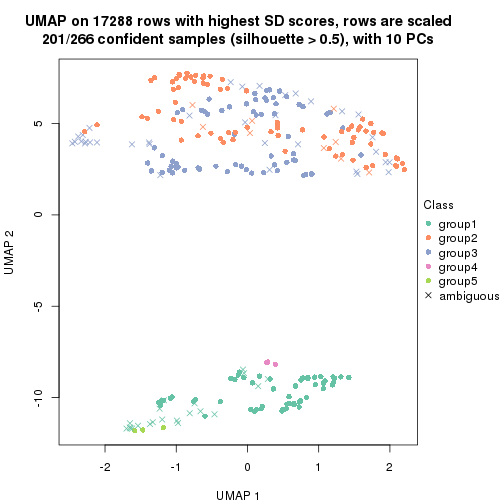 UMAP on 17288 rows with highest SD scores, rows are scaled
201/266 confident samples (silhouette > 0.5), with 10 PCs
5
0
-5
-10
UMAP 2
-2
-1
0
1
2
UMAP 1
Class
group1
group2
group3
group4
group5
ambiguous